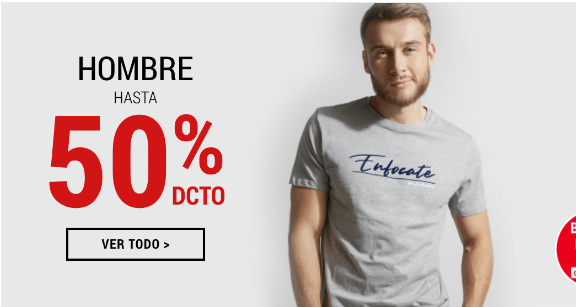 HOMBRE
HASTA
50%
DCTO
VER TODO >
Enfocate